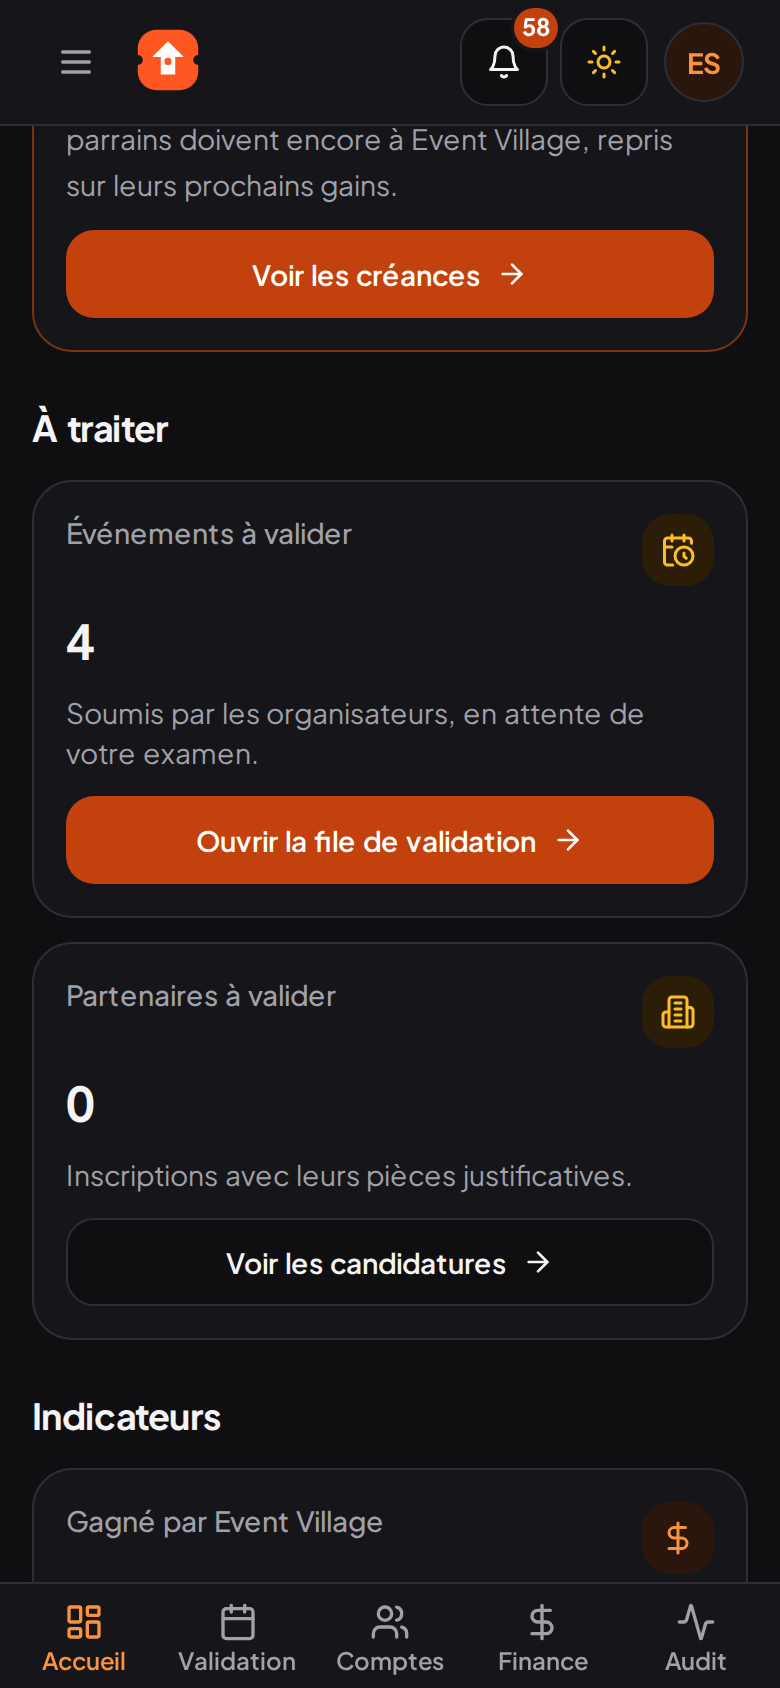 58
ES
parrains doivent encore à Event Village, repris
sur leurs prochains gains.
Voir les créances →
À traiter
Événements à valider
4
Soumis par les organisateurs, en attente de
votre examen.
Ouvrir la file de validation →
Partenaires à valider
0
Inscriptions avec leurs pièces justificatives.
Voir les candidatures →
Indicateurs
Gagné par Event Village
Accueil
Validation
Comptes
Finance
Audit